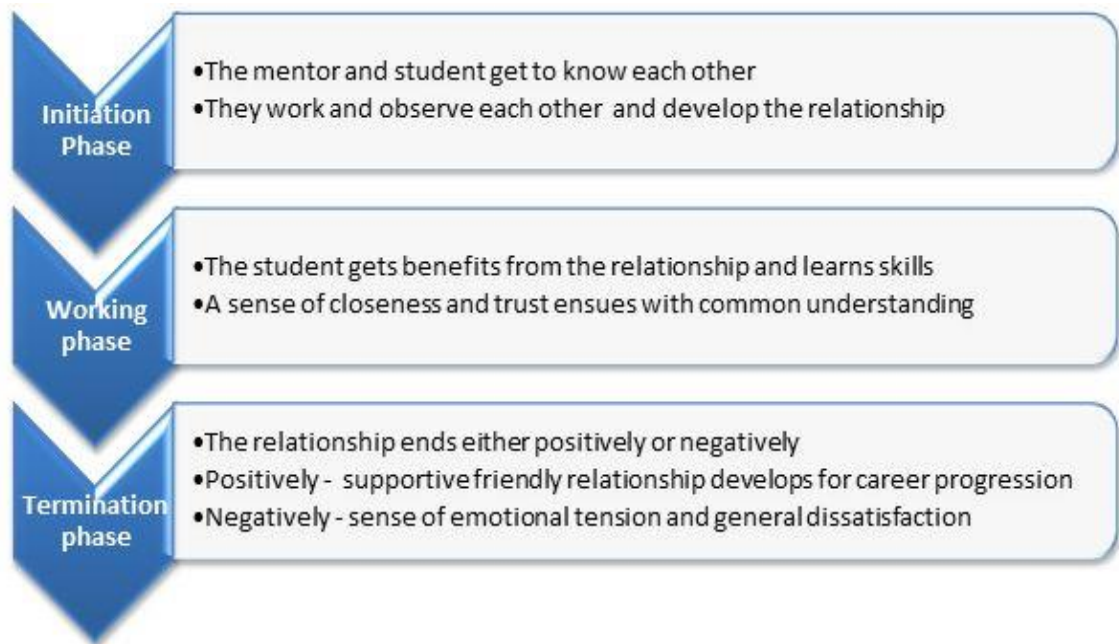 Initiation
Phase
•The mentor and student get to know each other
•They work and observe each other and develop the relationship
Working
phase
•The student gets benefits from the relationship and learns skills
•A sense of closeness and trust ensues with common understanding
Termination
phase
•The relationship ends either positively or negatively
•Positively - supportive friendly relationship develops for career progression
•Negatively - sense of emotional tension and general dissatisfaction